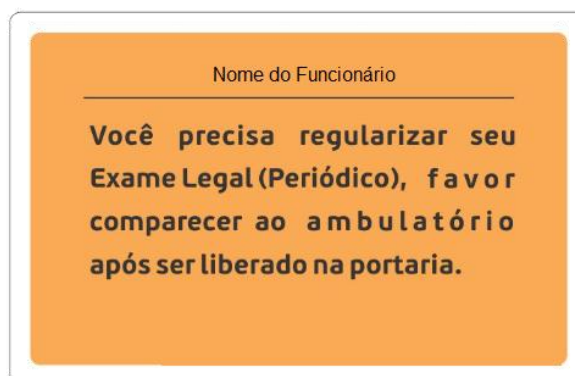 Nome do Funcionário
Você precisa regularizar seu
Exame Legal (Periódico), favor
comparecer ao ambulatório
após ser liberado na portaria.